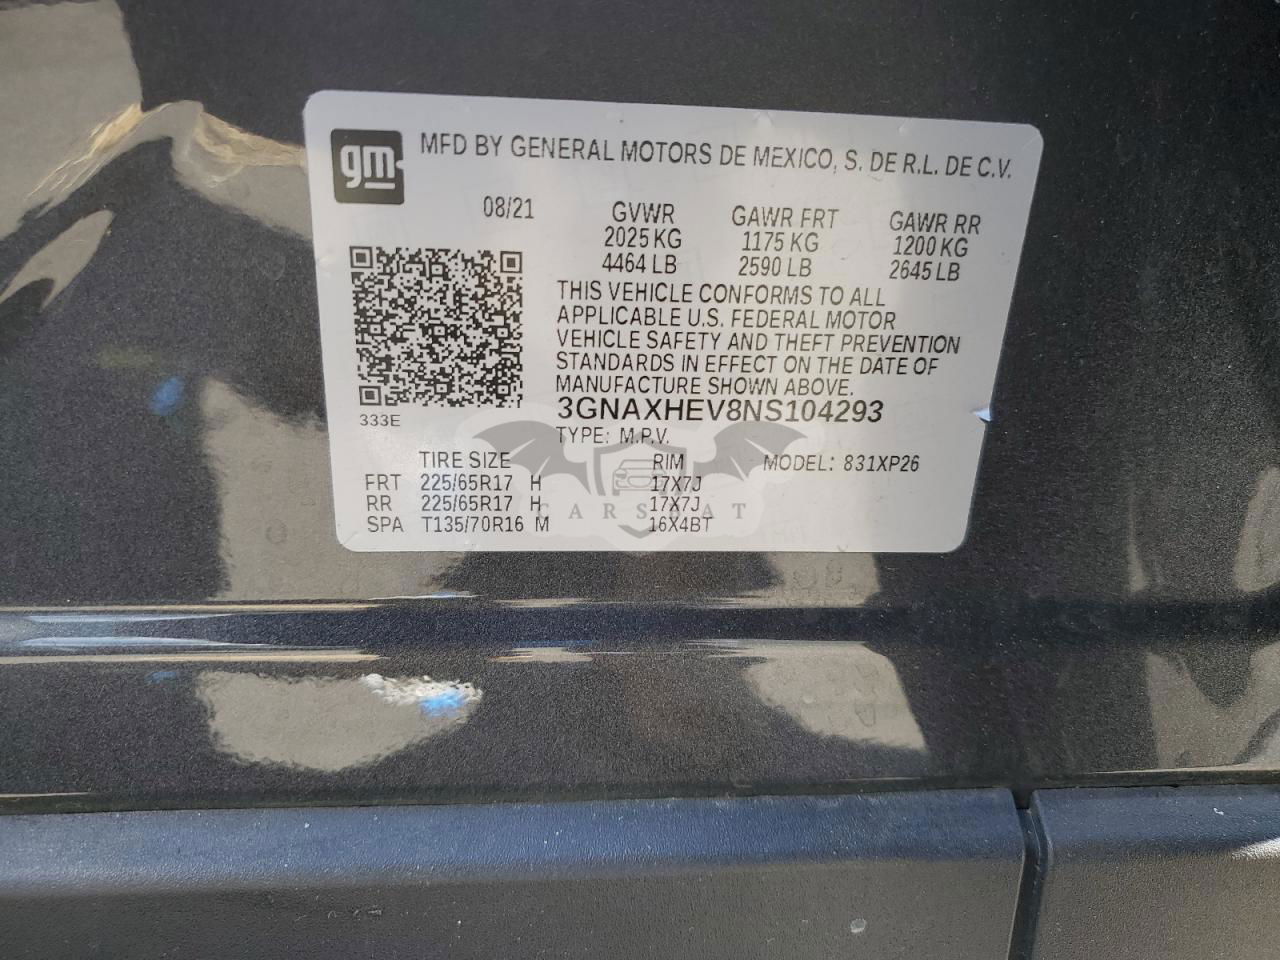 gm MFD BY GENERAL MOTORS DE MEXICO, S. DE R.L. DE C.V.
08/21 GVWR GAWR FRT GAWR RR
2025 KG 1175 KG 1200 KG
4464 LB 2590 LB 2645 LB
THIS VEHICLE CONFORMS TO ALL
APPLICABLE U.S. FEDERAL MOTOR
VEHICLE SAFETY AND THEFT PREVENTION
STANDARDS IN EFFECT ON THE DATE OF
MANUFACTURE SHOWN ABOVE.
333E 3GNAXHEV8NS104293
TYPE: M.P.V.
TIRE SIZE RIM MODEL: 831XP26
FRT 225/65R17 H 17X7J
RR 225/65R17 H 17X7J
CARSBAT
SPA T135/70R16 M 16X4BT